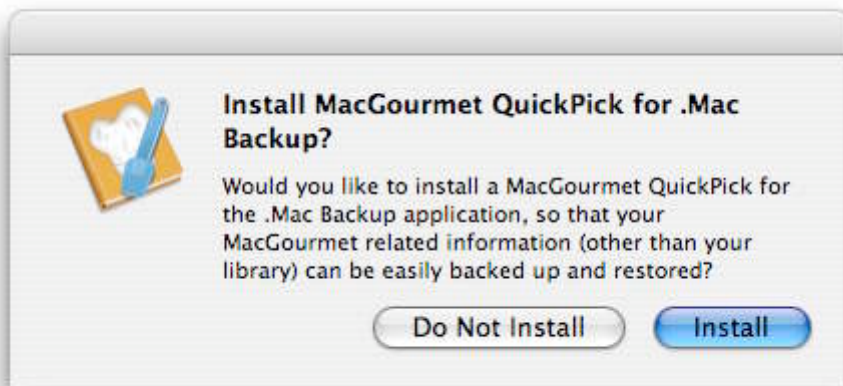 Install MacGourmet QuickPick for .Mac
Backup?
Would you like to install a MacGourmet QuickPick for
the .Mac Backup application, so that your
MacGourmet related information (other than your
library) can be easily backed up and restored?
Do Not Install
Install